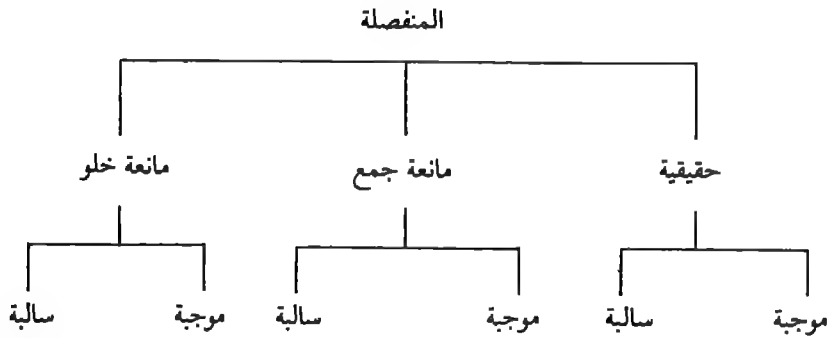 المنفصلة
حقيقية مانعة جمع مانعة خلو
موجبة سالبة موجبة سالبة موجبة سالبة